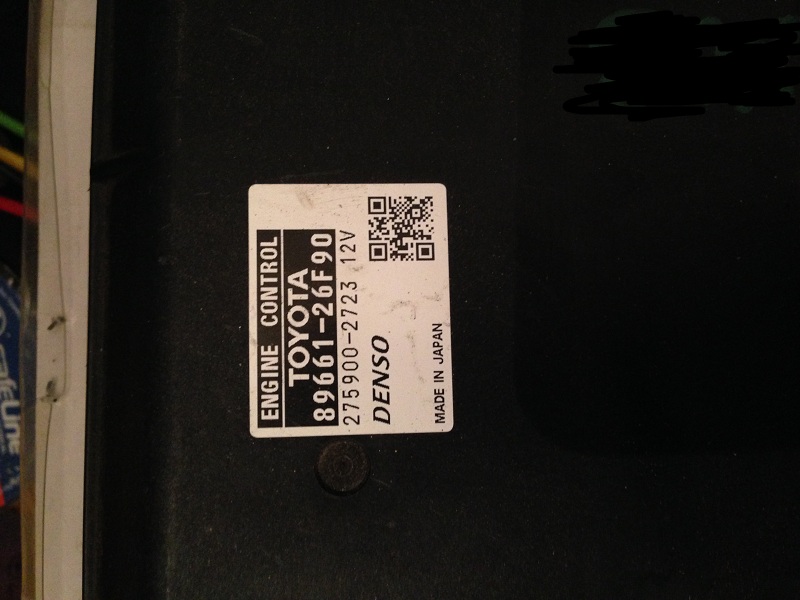 ENGINE CONTROL
TOYOTA
89661-26F90
275900-2723 12V
DENSO
MADE IN JAPAN